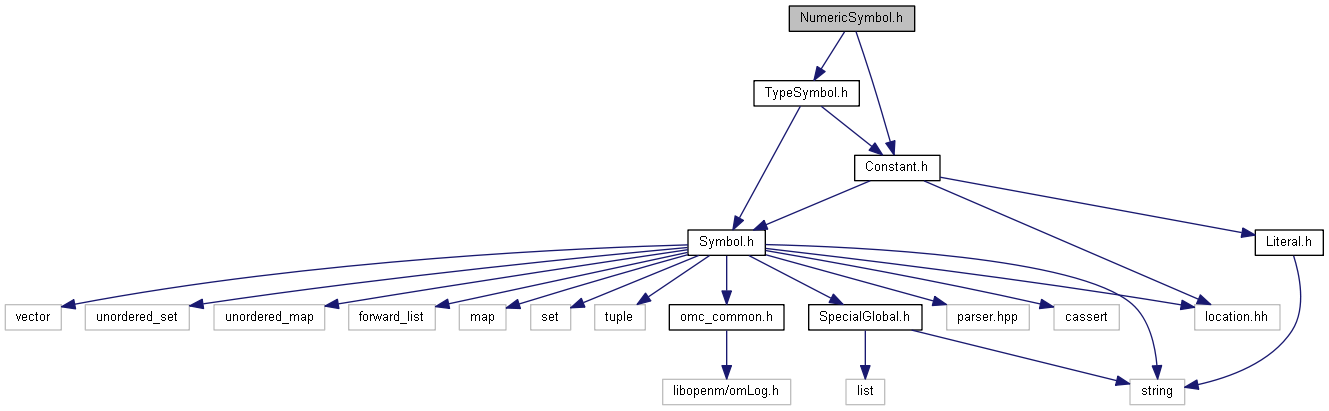 NumericSymbol.h
TypeSymbol.h
Constant.h
Symbol.h
Literal.h
vector
unordered_set
unordered_map
forward_list
map
set
tuple
omc_common.h
SpecialGlobal.h
parser.hpp
cassert
location.hh
libopenm/omLog.h
list
string